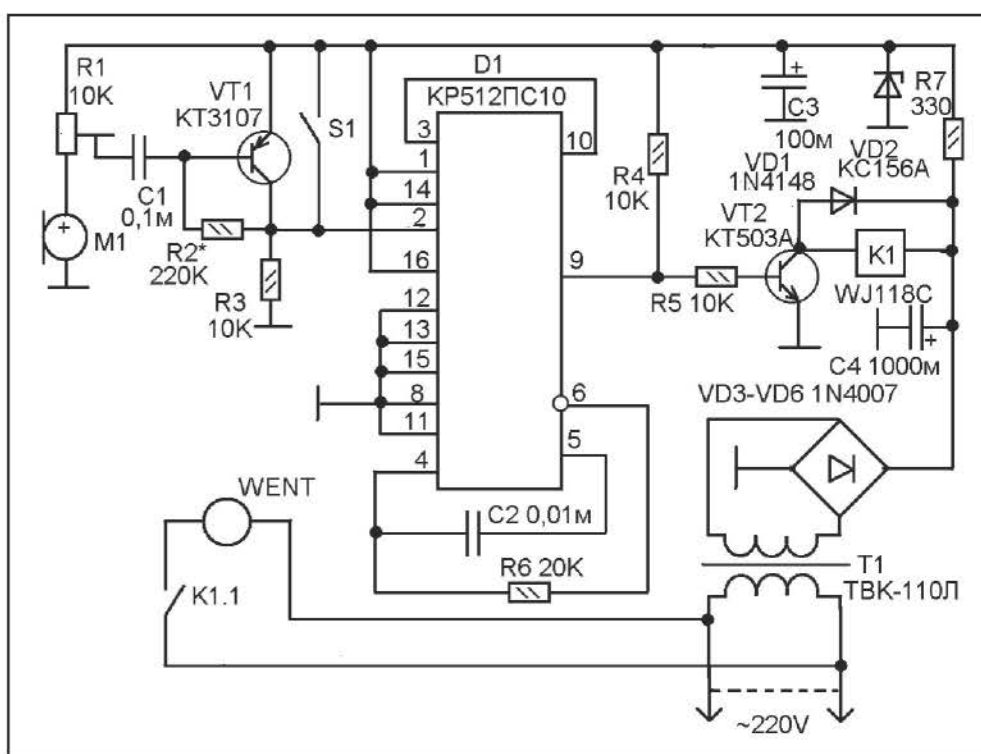 R1
10K
VT1
КТ3107
C1
0,1м
M1
R2*
220K
R3
10K
S1
D1
КР512ПС10
3
1
14
2
16
12
13
15
8
11
4
10
9
6
5
R4
10K
R5 10K
C3
100м
R7
330
VD2
КС156А
VD1
1N4148
VT2
КТ503А
K1
WJ118C
C4 1000м
VD3-VD6 1N4007
WENT
K1.1
C2 0,01м
R6 20K
T1
ТВК-110Л
~220V
+
+
+